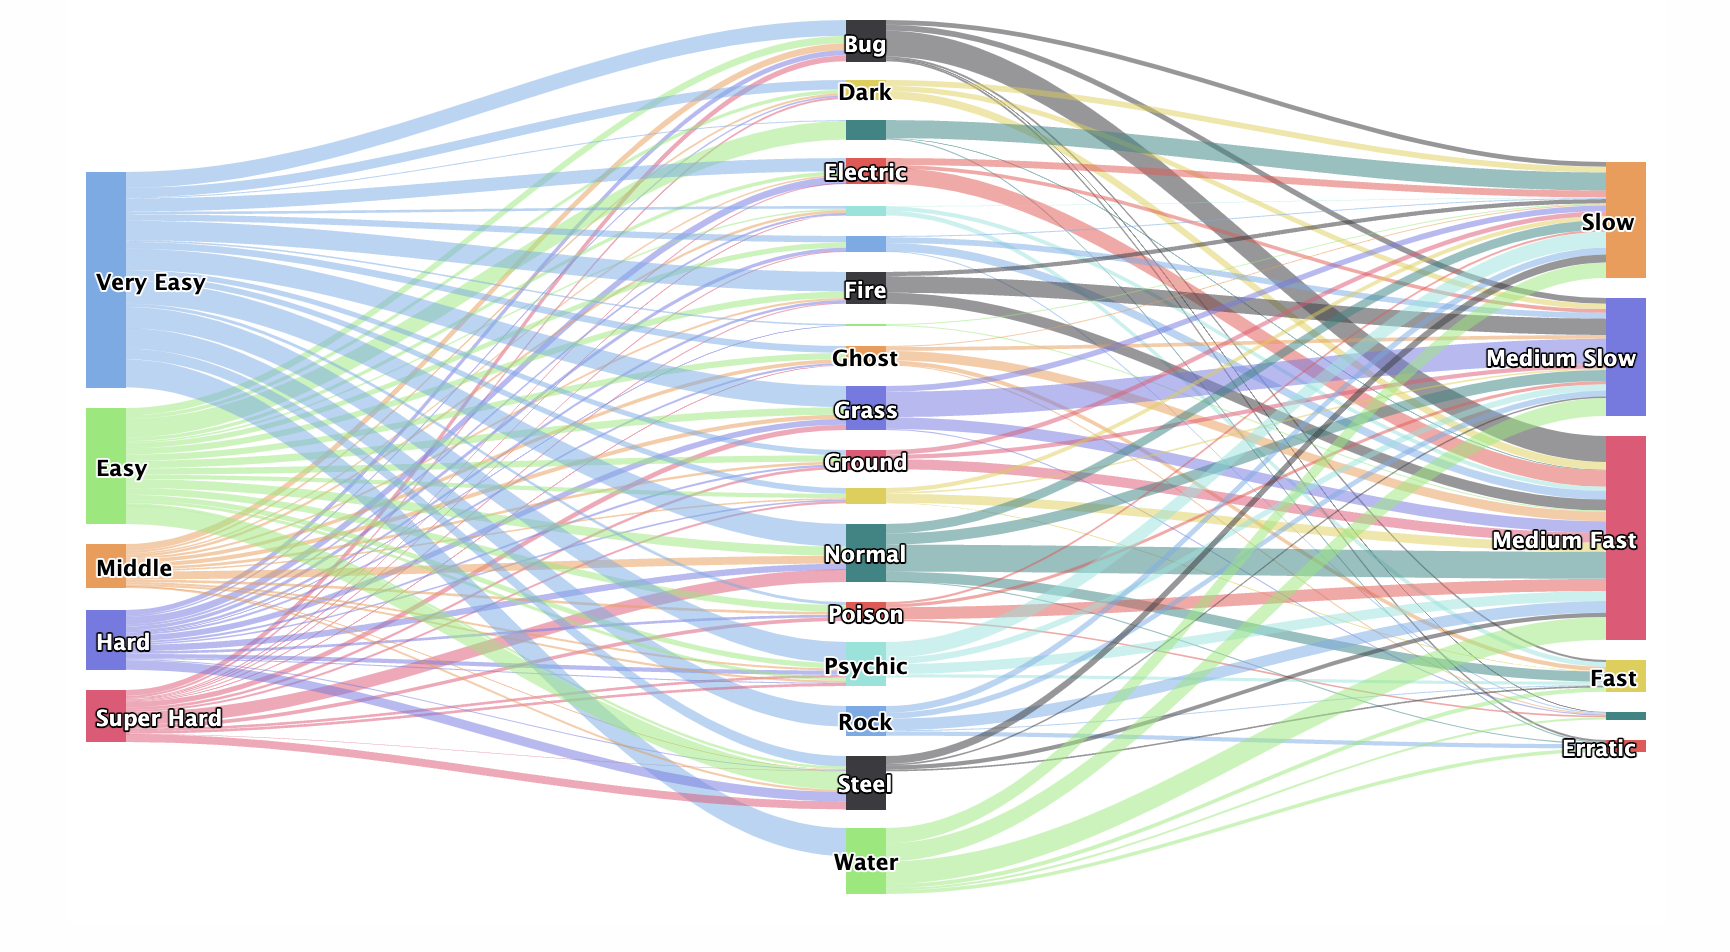 Very Easy
Easy
Middle
Hard
Super Hard
Bug
Dark
Electric
Fire
Ghost
Grass
Ground
Normal
Poison
Psychic
Rock
Steel
Water
Slow
Medium Slow
Medium Fast
Fast
Erratic